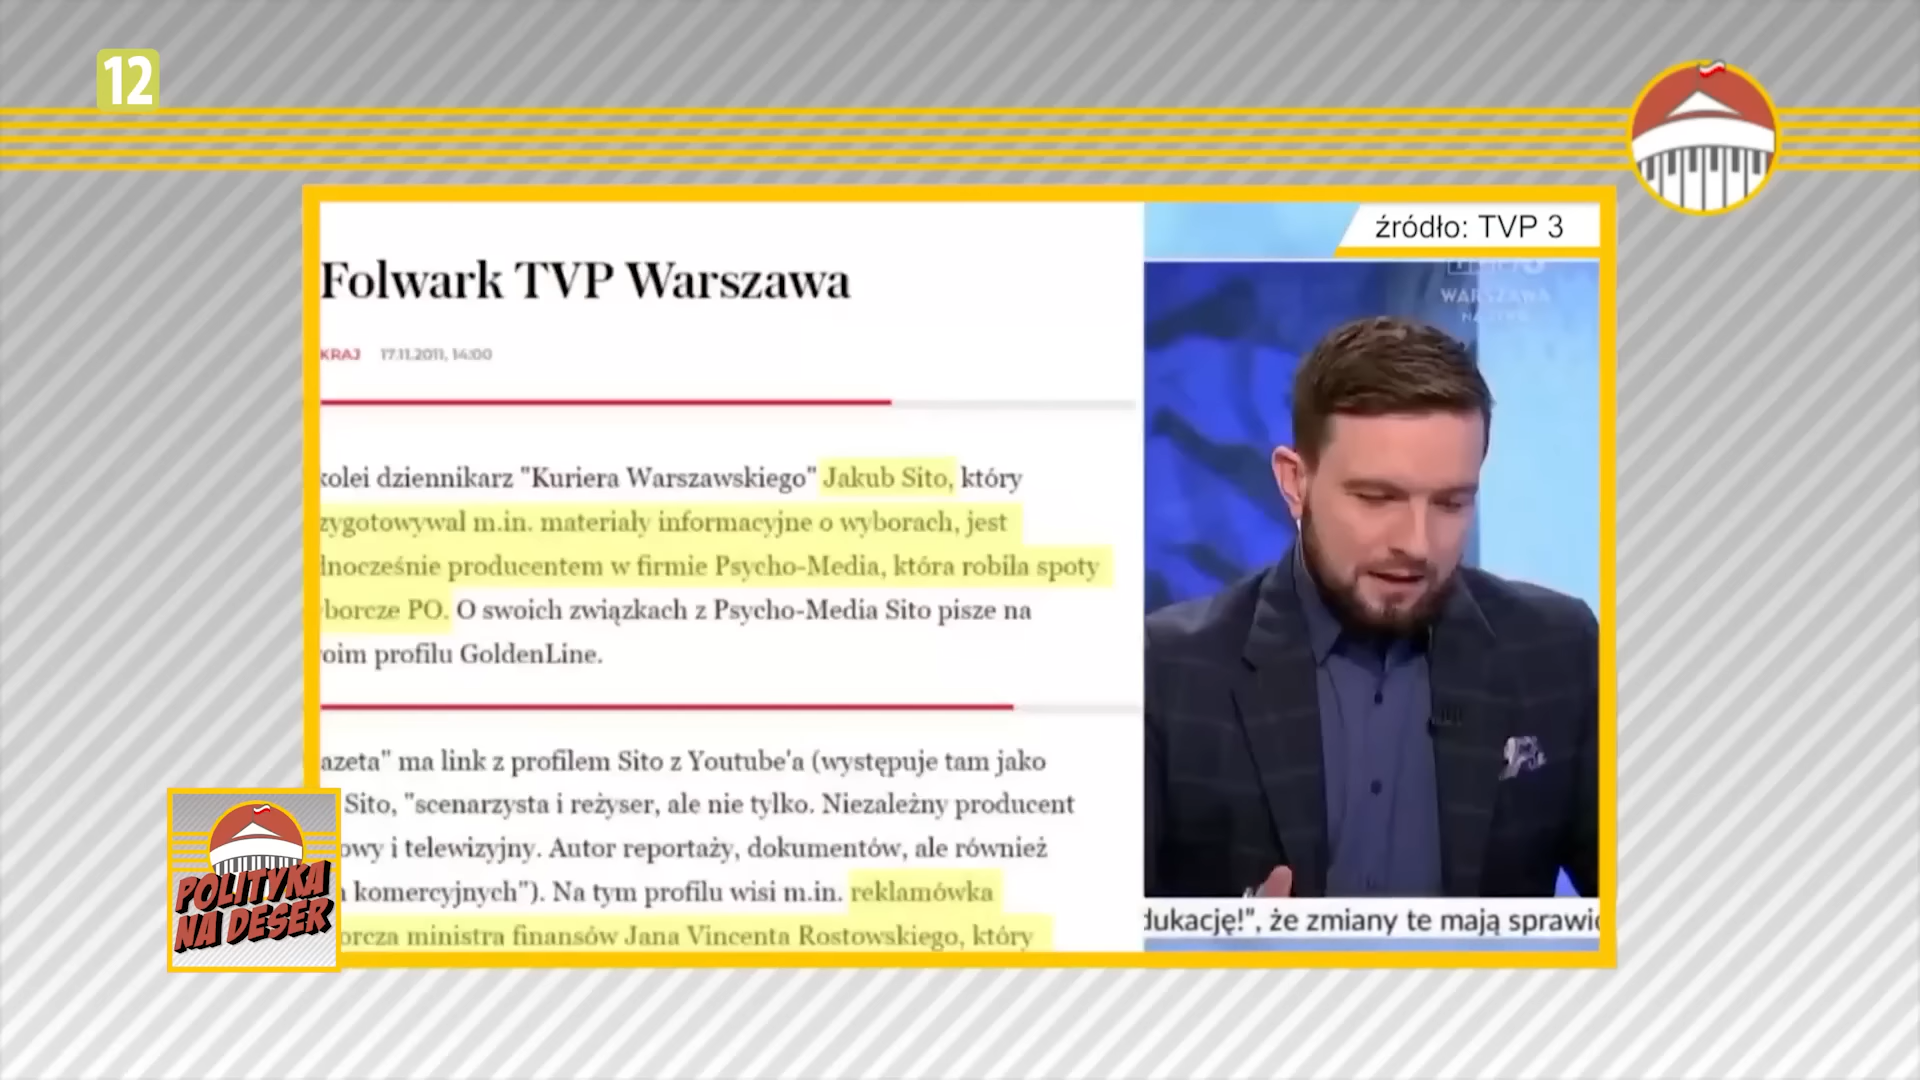 12
źródło: TVP 3
Folwark TVP Warszawa
KRAJ 17.11.2011, 14:00
kolei dziennikarz "Kuriera Warszawskiego" Jakub Sito, który
zygotowywał m.in. materiały informacyjne o wyborach, jest
dnocześnie producentem w firmie Psycho-Media, która robiła spoty
borcze PO. O swoich związkach z Psycho-Media Sito pisze na
oim profilu GoldenLine.
azeta" ma link z profilem Sito z Youtube'a (występuje tam jako
Sito, "scenarzysta i reżyser, ale nie tylko. Niezależny producent
owy i telewizyjny. Autor reportaży, dokumentów, ale również
komercyjnych"). Na tym profilu wisi m.in. reklamówka
orcza ministra finansów Jana Vincenta Rostowskiego, który
WARSZAWA
dukację!", że zmiany te mają sprawić
POLITYKA
NA DESER